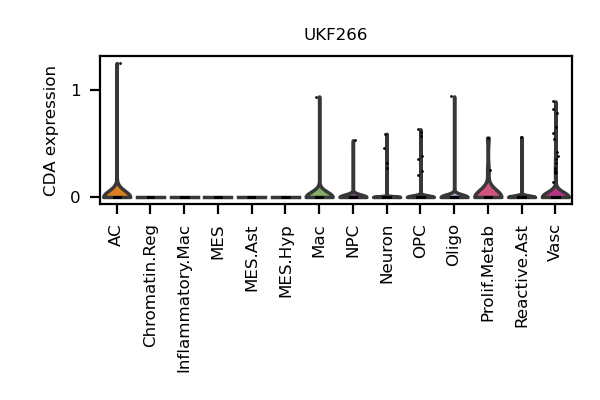 UKF266
CDA expression
1
0
AC
Chromatin.Reg
Inflammatory.Mac
MES
MES.Ast
MES.Hyp
Mac
NPC
Neuron
OPC
Oligo
Prolif.Metab
Reactive.Ast
Vasc